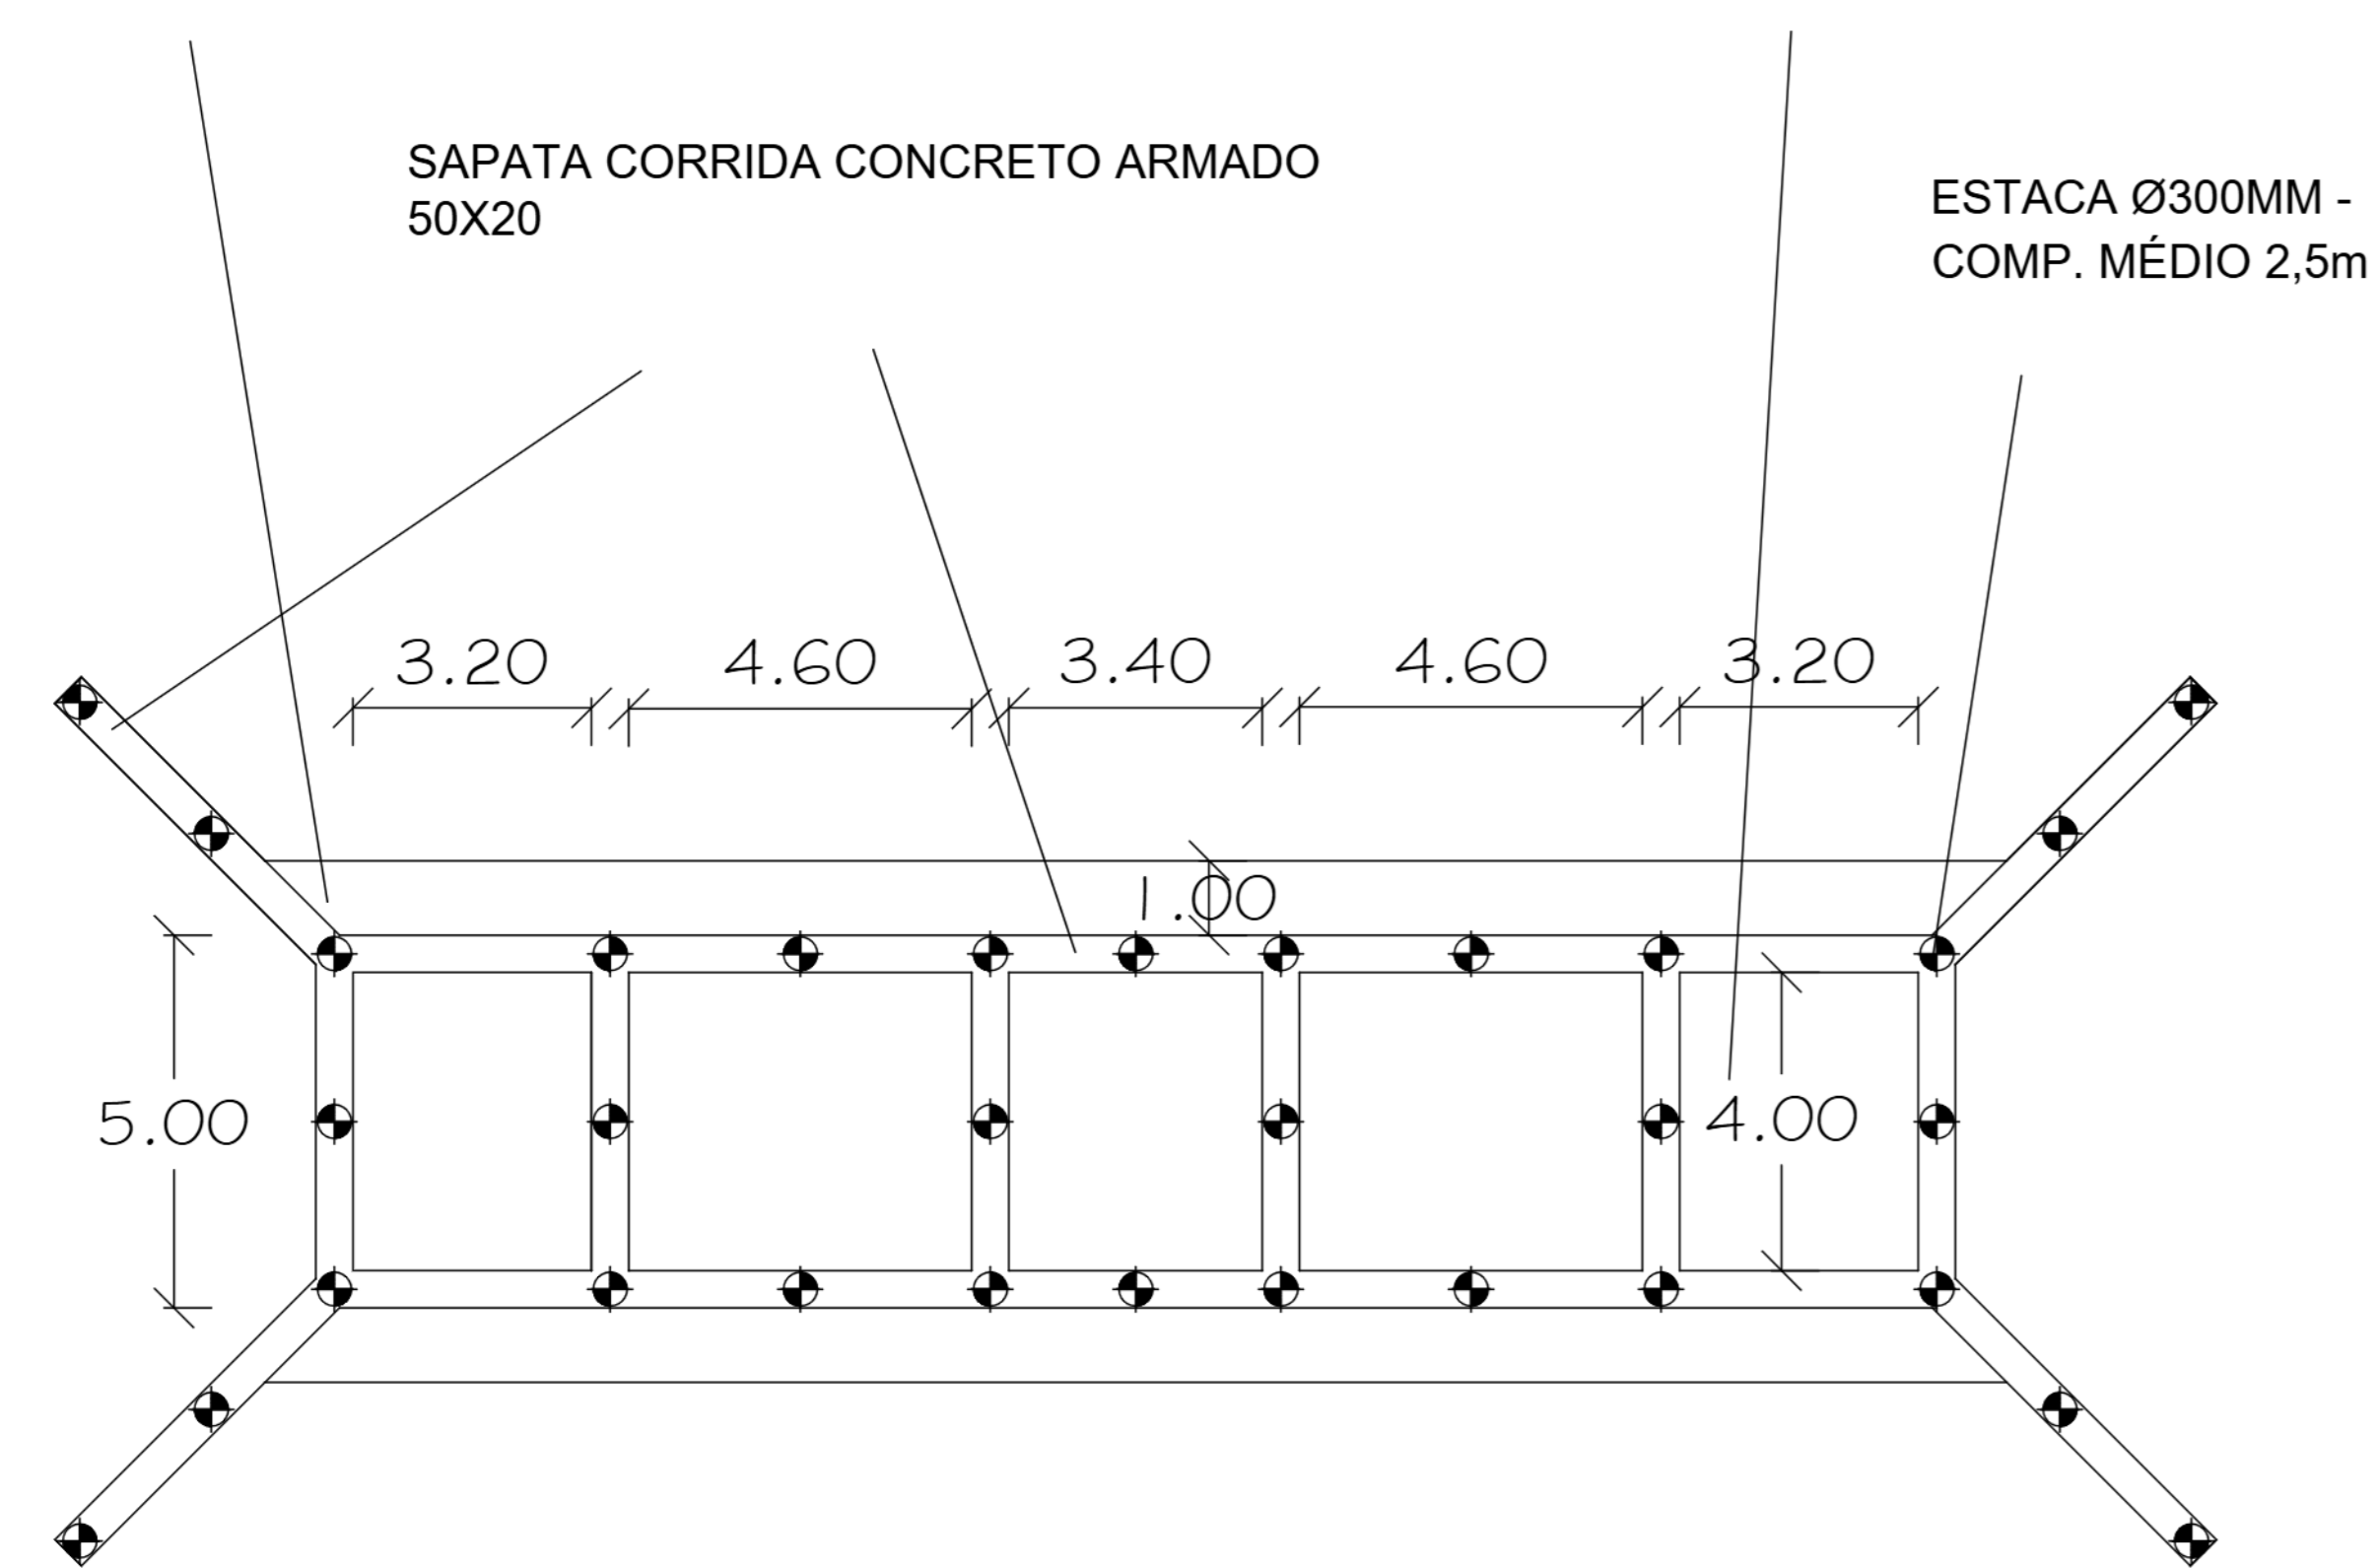 SAPATA CORRIDA CONCRETO ARMADO
50X20
ESTACA Ø300MM -
COMP. MÉDIO 2,5m
3.20
4.60
3.40
4.60
3.20
1.00
5.00
4.00